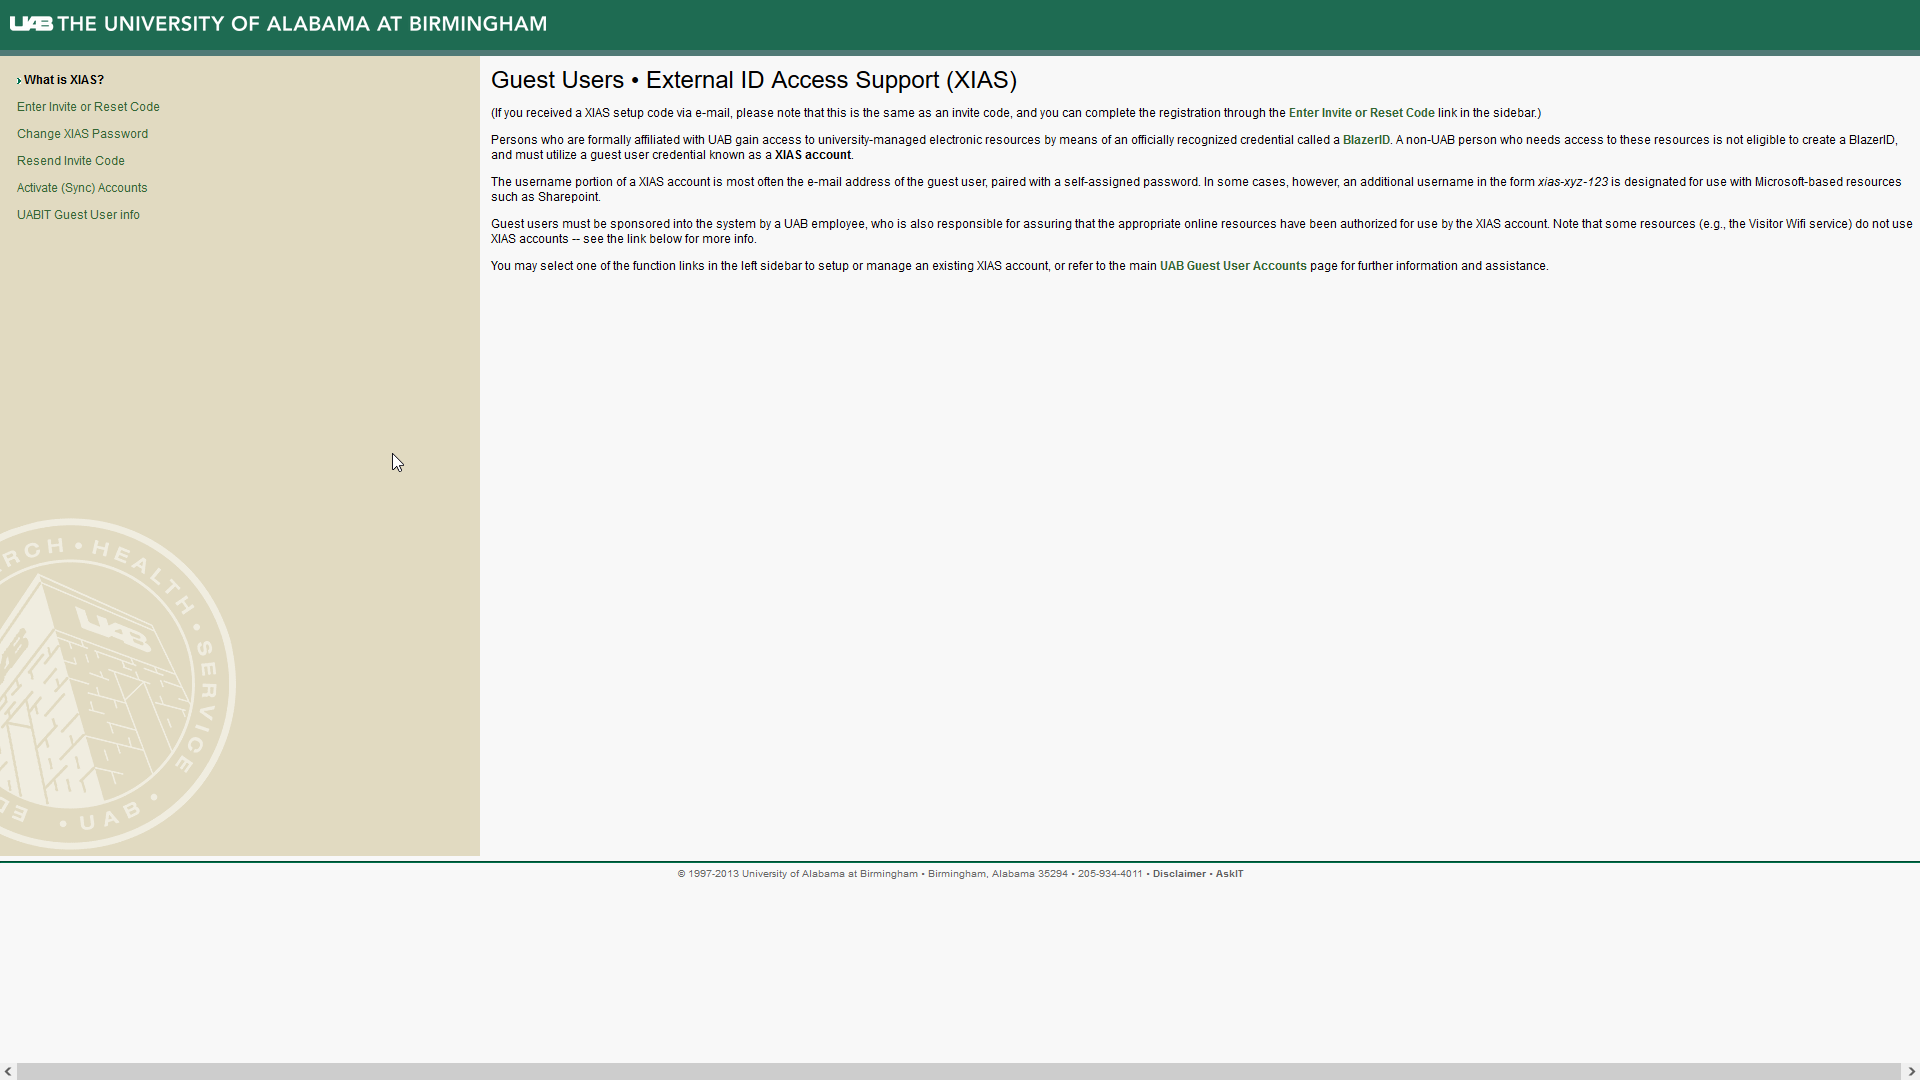 UAB THE UNIVERSITY OF ALABAMA AT BIRMINGHAM
› What is XIAS?
Enter Invite or Reset Code
Change XIAS Password
Resend Invite Code
Activate (Sync) Accounts
UABIT Guest User info
Guest Users • External ID Access Support (XIAS)
(If you received a XIAS setup code via e-mail, please note that this is the same as an invite code, and you can complete the registration through the Enter Invite or Reset Code link in the sidebar.)
Persons who are formally affiliated with UAB gain access to university-managed electronic resources by means of an officially recognized credential called a BlazerID. A non-UAB person who needs access to these resources is not eligible to create a BlazerID,
and must utilize a guest user credential known as a XIAS account.
The username portion of a XIAS account is most often the e-mail address of the guest user, paired with a self-assigned password. In some cases, however, an additional username in the form xias-xyz-123 is designated for use with Microsoft-based resources
such as Sharepoint.
Guest users must be sponsored into the system by a UAB employee, who is also responsible for assuring that the appropriate online resources have been authorized for use by the XIAS account. Note that some resources (e.g., the Visitor Wifi service) do not use
XIAS accounts -- see the link below for more info.
You may select one of the function links in the left sidebar to setup or manage an existing XIAS account, or refer to the main UAB Guest User Accounts page for further information and assistance.
RCH • HEALTH • SERVICE • UAB • ED
UAB
© 1997-2013 University of Alabama at Birmingham • Birmingham, Alabama 35294 • 205-934-4011 • Disclaimer • AskIT